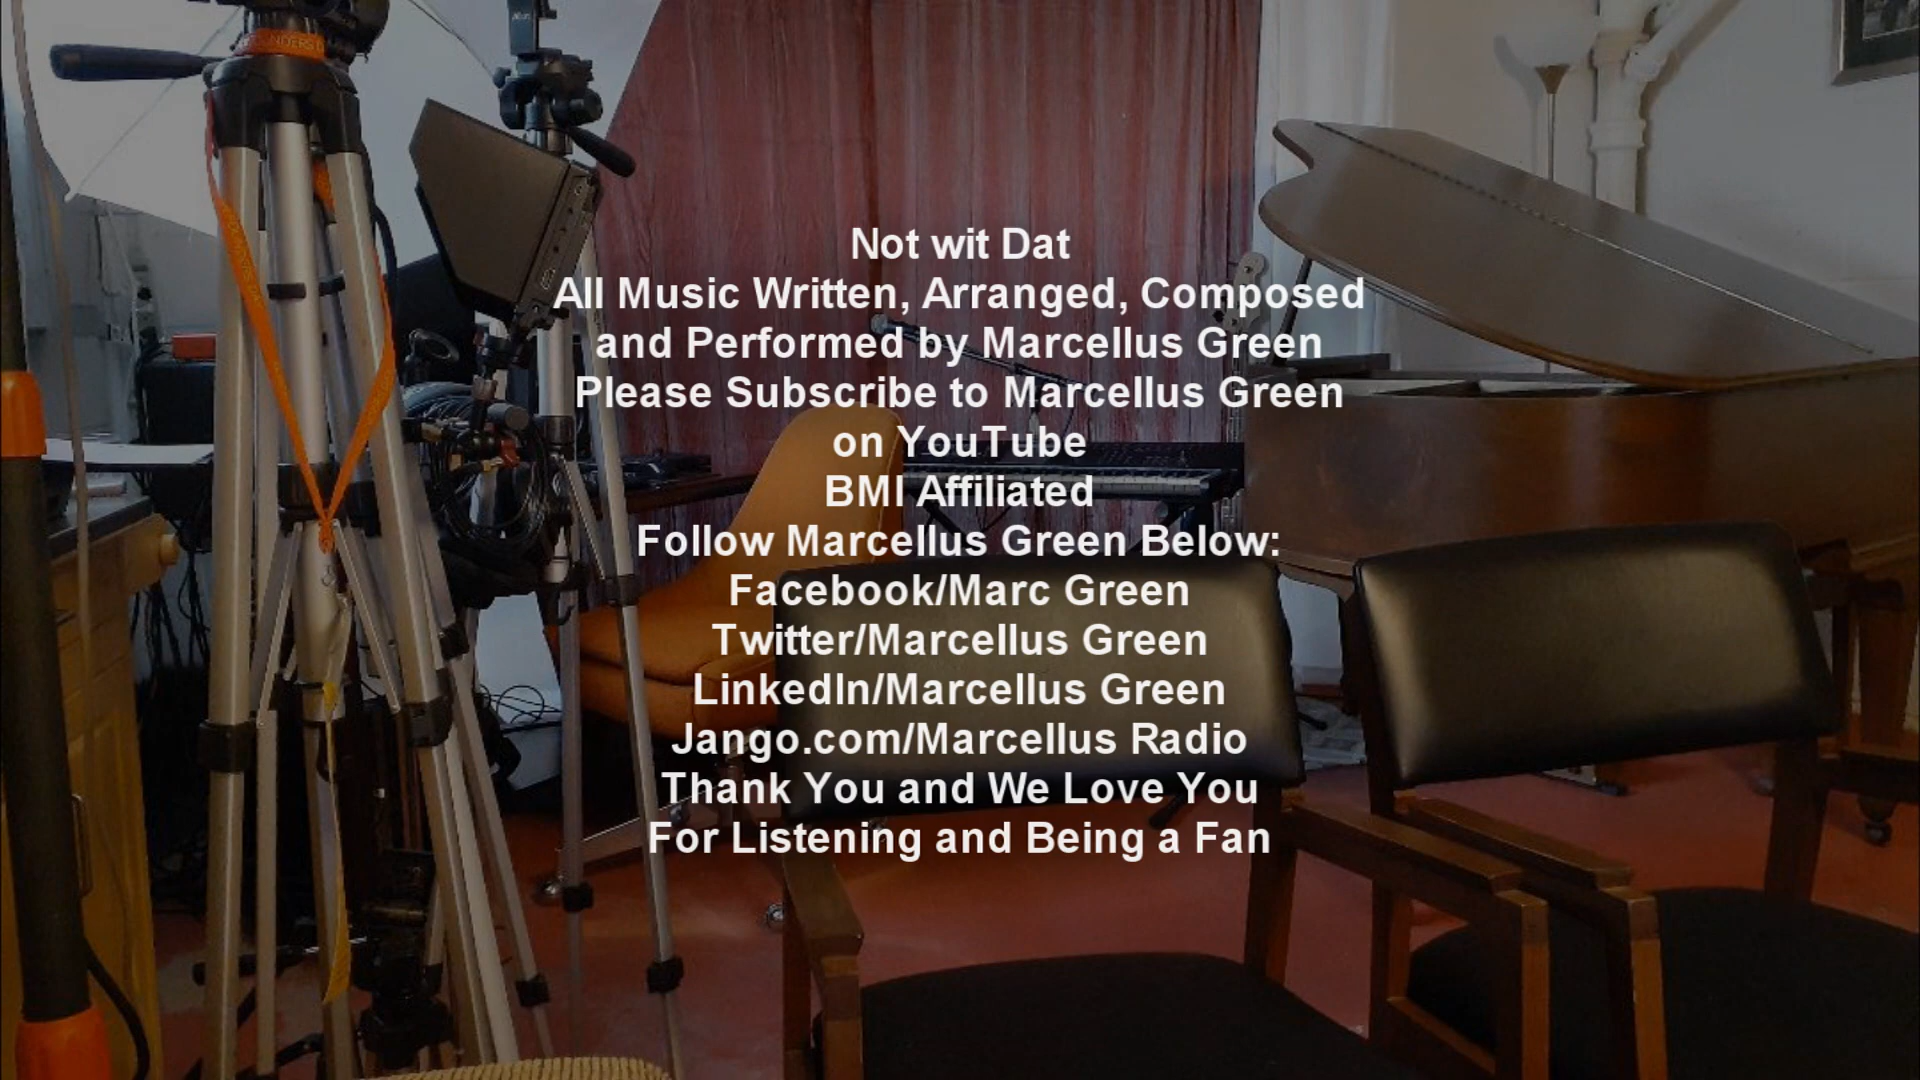 Not wit Dat
All Music Written, Arranged, Composed
and Performed by Marcellus Green
Please Subscribe to Marcellus Green
on YouTube
BMI Affiliated
Follow Marcellus Green Below:
Facebook/Marc Green
Twitter/Marcellus Green
LinkedIn/Marcellus Green
Jango.com/Marcellus Radio
Thank You and We Love You
For Listening and Being a Fan